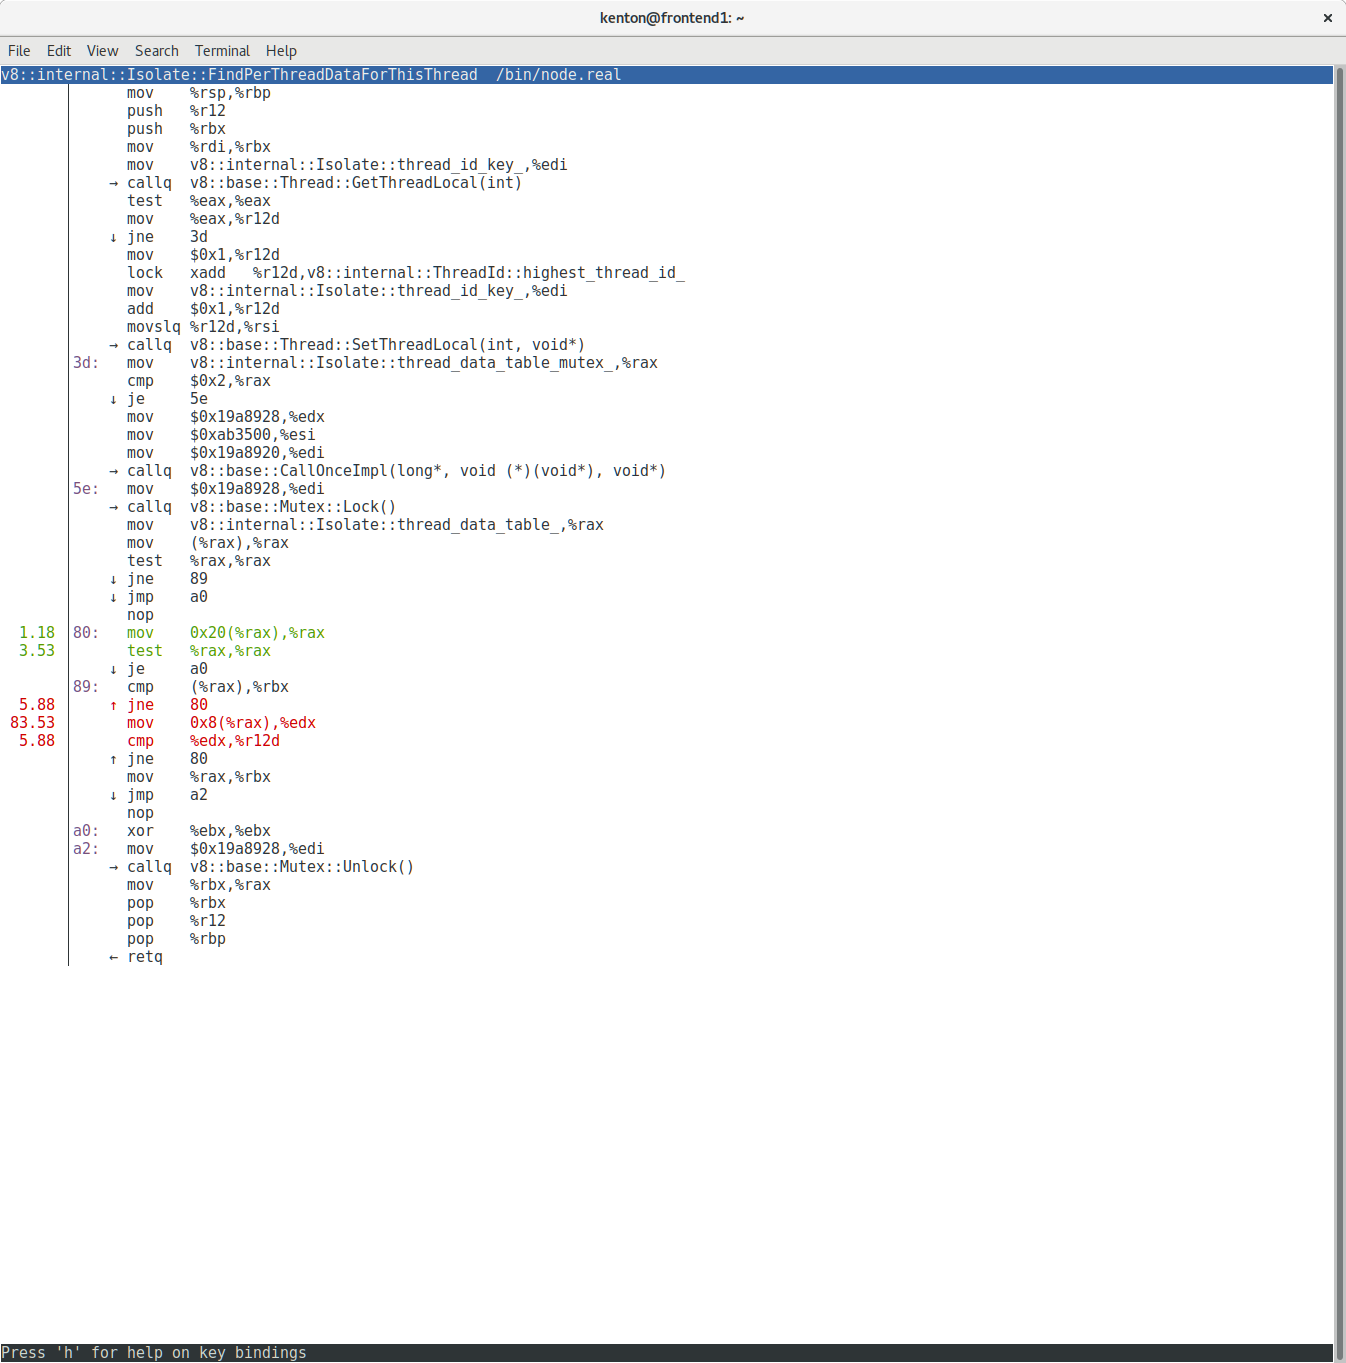 kenton@frontend1: ~ ×
File Edit View Search Terminal Help
v8::internal::Isolate::FindPerThreadDataForThisThread /bin/node.real
mov %rsp,%rbp
push %r12
push %rbx
mov %rdi,%rbx
mov v8::internal::Isolate::thread_id_key_,%edi
→ callq v8::base::Thread::GetThreadLocal(int)
test %eax,%eax
mov %eax,%r12d
↓ jne 3d
mov $0x1,%r12d
lock xadd %r12d,v8::internal::ThreadId::highest_thread_id_
mov v8::internal::Isolate::thread_id_key_,%edi
add $0x1,%r12d
movslq %r12d,%rsi
→ callq v8::base::Thread::SetThreadLocal(int, void*)
3d: mov v8::internal::Isolate::thread_data_table_mutex_,%rax
cmp $0x2,%rax
↓ je 5e
mov $0x19a8928,%edx
mov $0xab3500,%esi
mov $0x19a8920,%edi
→ callq v8::base::CallOnceImpl(long*, void (*)(void*), void*)
5e: mov $0x19a8928,%edi
→ callq v8::base::Mutex::Lock()
mov v8::internal::Isolate::thread_data_table_,%rax
mov (%rax),%rax
test %rax,%rax
↓ jne 89
↓ jmp a0
nop
1.18 80: mov 0x20(%rax),%rax
3.53 test %rax,%rax
↓ je a0
89: cmp (%rax),%rbx
5.88 ↑ jne 80
83.53 mov 0x8(%rax),%edx
5.88 cmp %edx,%r12d
↑ jne 80
mov %rax,%rbx
↓ jmp a2
nop
a0: xor %ebx,%ebx
a2: mov $0x19a8928,%edi
→ callq v8::base::Mutex::Unlock()
mov %rbx,%rax
pop %rbx
pop %r12
pop %rbp
← retq
Press 'h' for help on key bindings